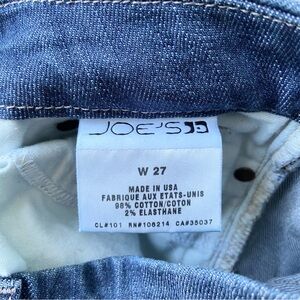 JOE'S
W 27
MADE IN USA
FABRIQUE AUX ETATS-UNIS
98% COTTON/COTON
2% ELASTHANE
CL#101 RN#106214 CA#35037